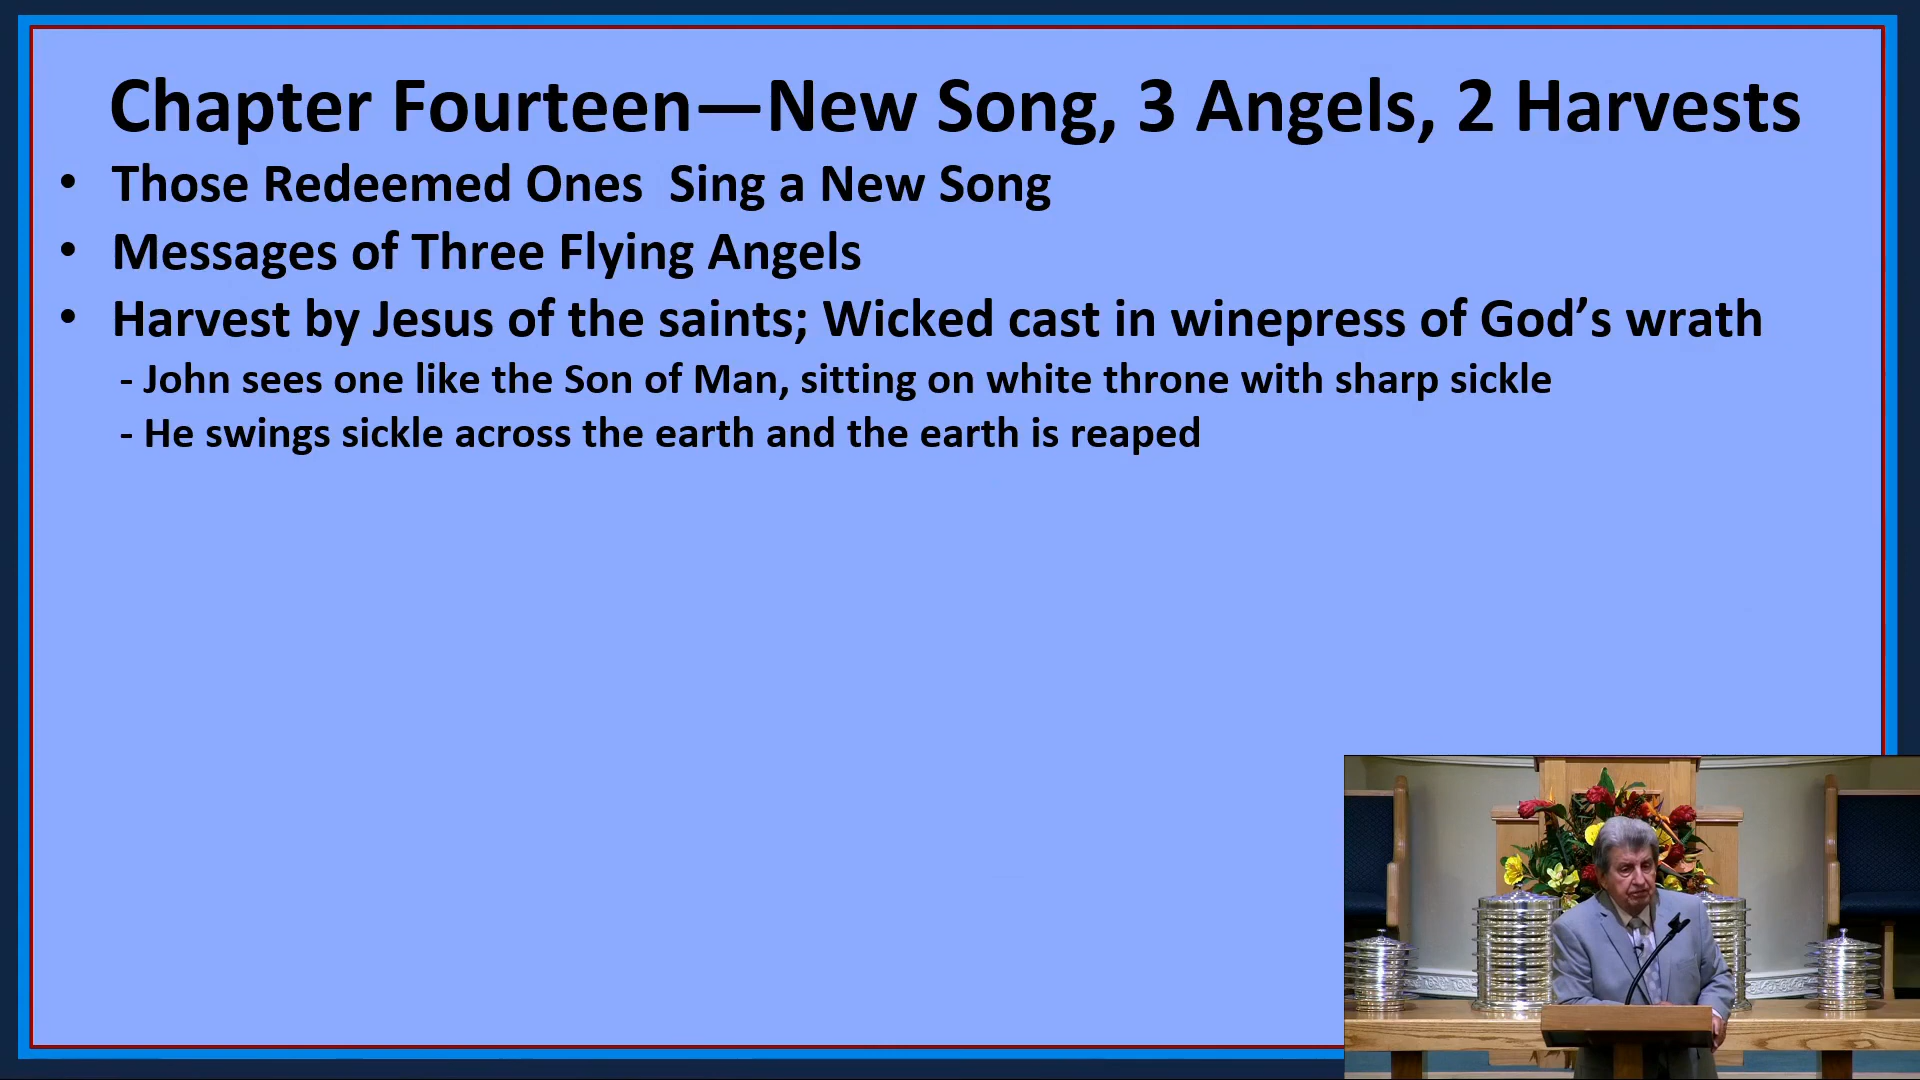 Chapter Fourteen—New Song, 3 Angels, 2 Harvests
• Those Redeemed Ones  Sing a New Song
• Messages of Three Flying Angels
• Harvest by Jesus of the saints; Wicked cast in winepress of God’s wrath
- John sees one like the Son of Man, sitting on white throne with sharp sickle
- He swings sickle across the earth and the earth is reaped